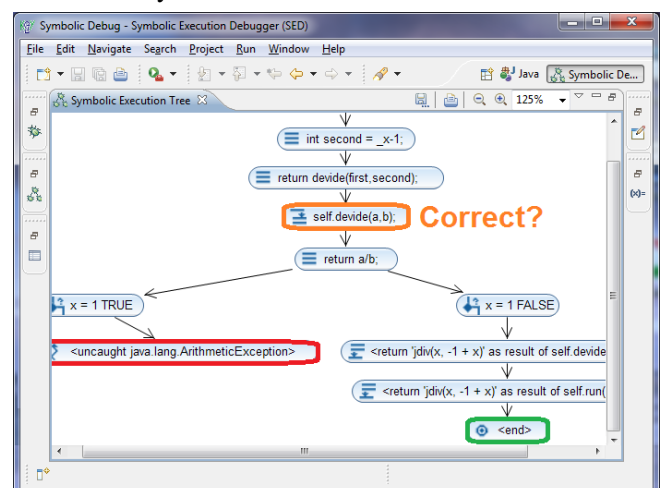 Symbolic Debug - Symbolic Execution Debugger (SED)
File Edit Navigate Search Project Run Window Help
Java Symbolic De...
Symbolic Execution Tree 125%
int second = _x-1;
return devide(first,second);
self.devide(a,b); Correct?
return a/b;
x = 1 TRUE x = 1 FALSE
<uncaught java.lang.ArithmeticException> <return 'jdiv(x, -1 + x)' as result of self.devide
<return 'jdiv(x, -1 + x)' as result of self.run(
<end>